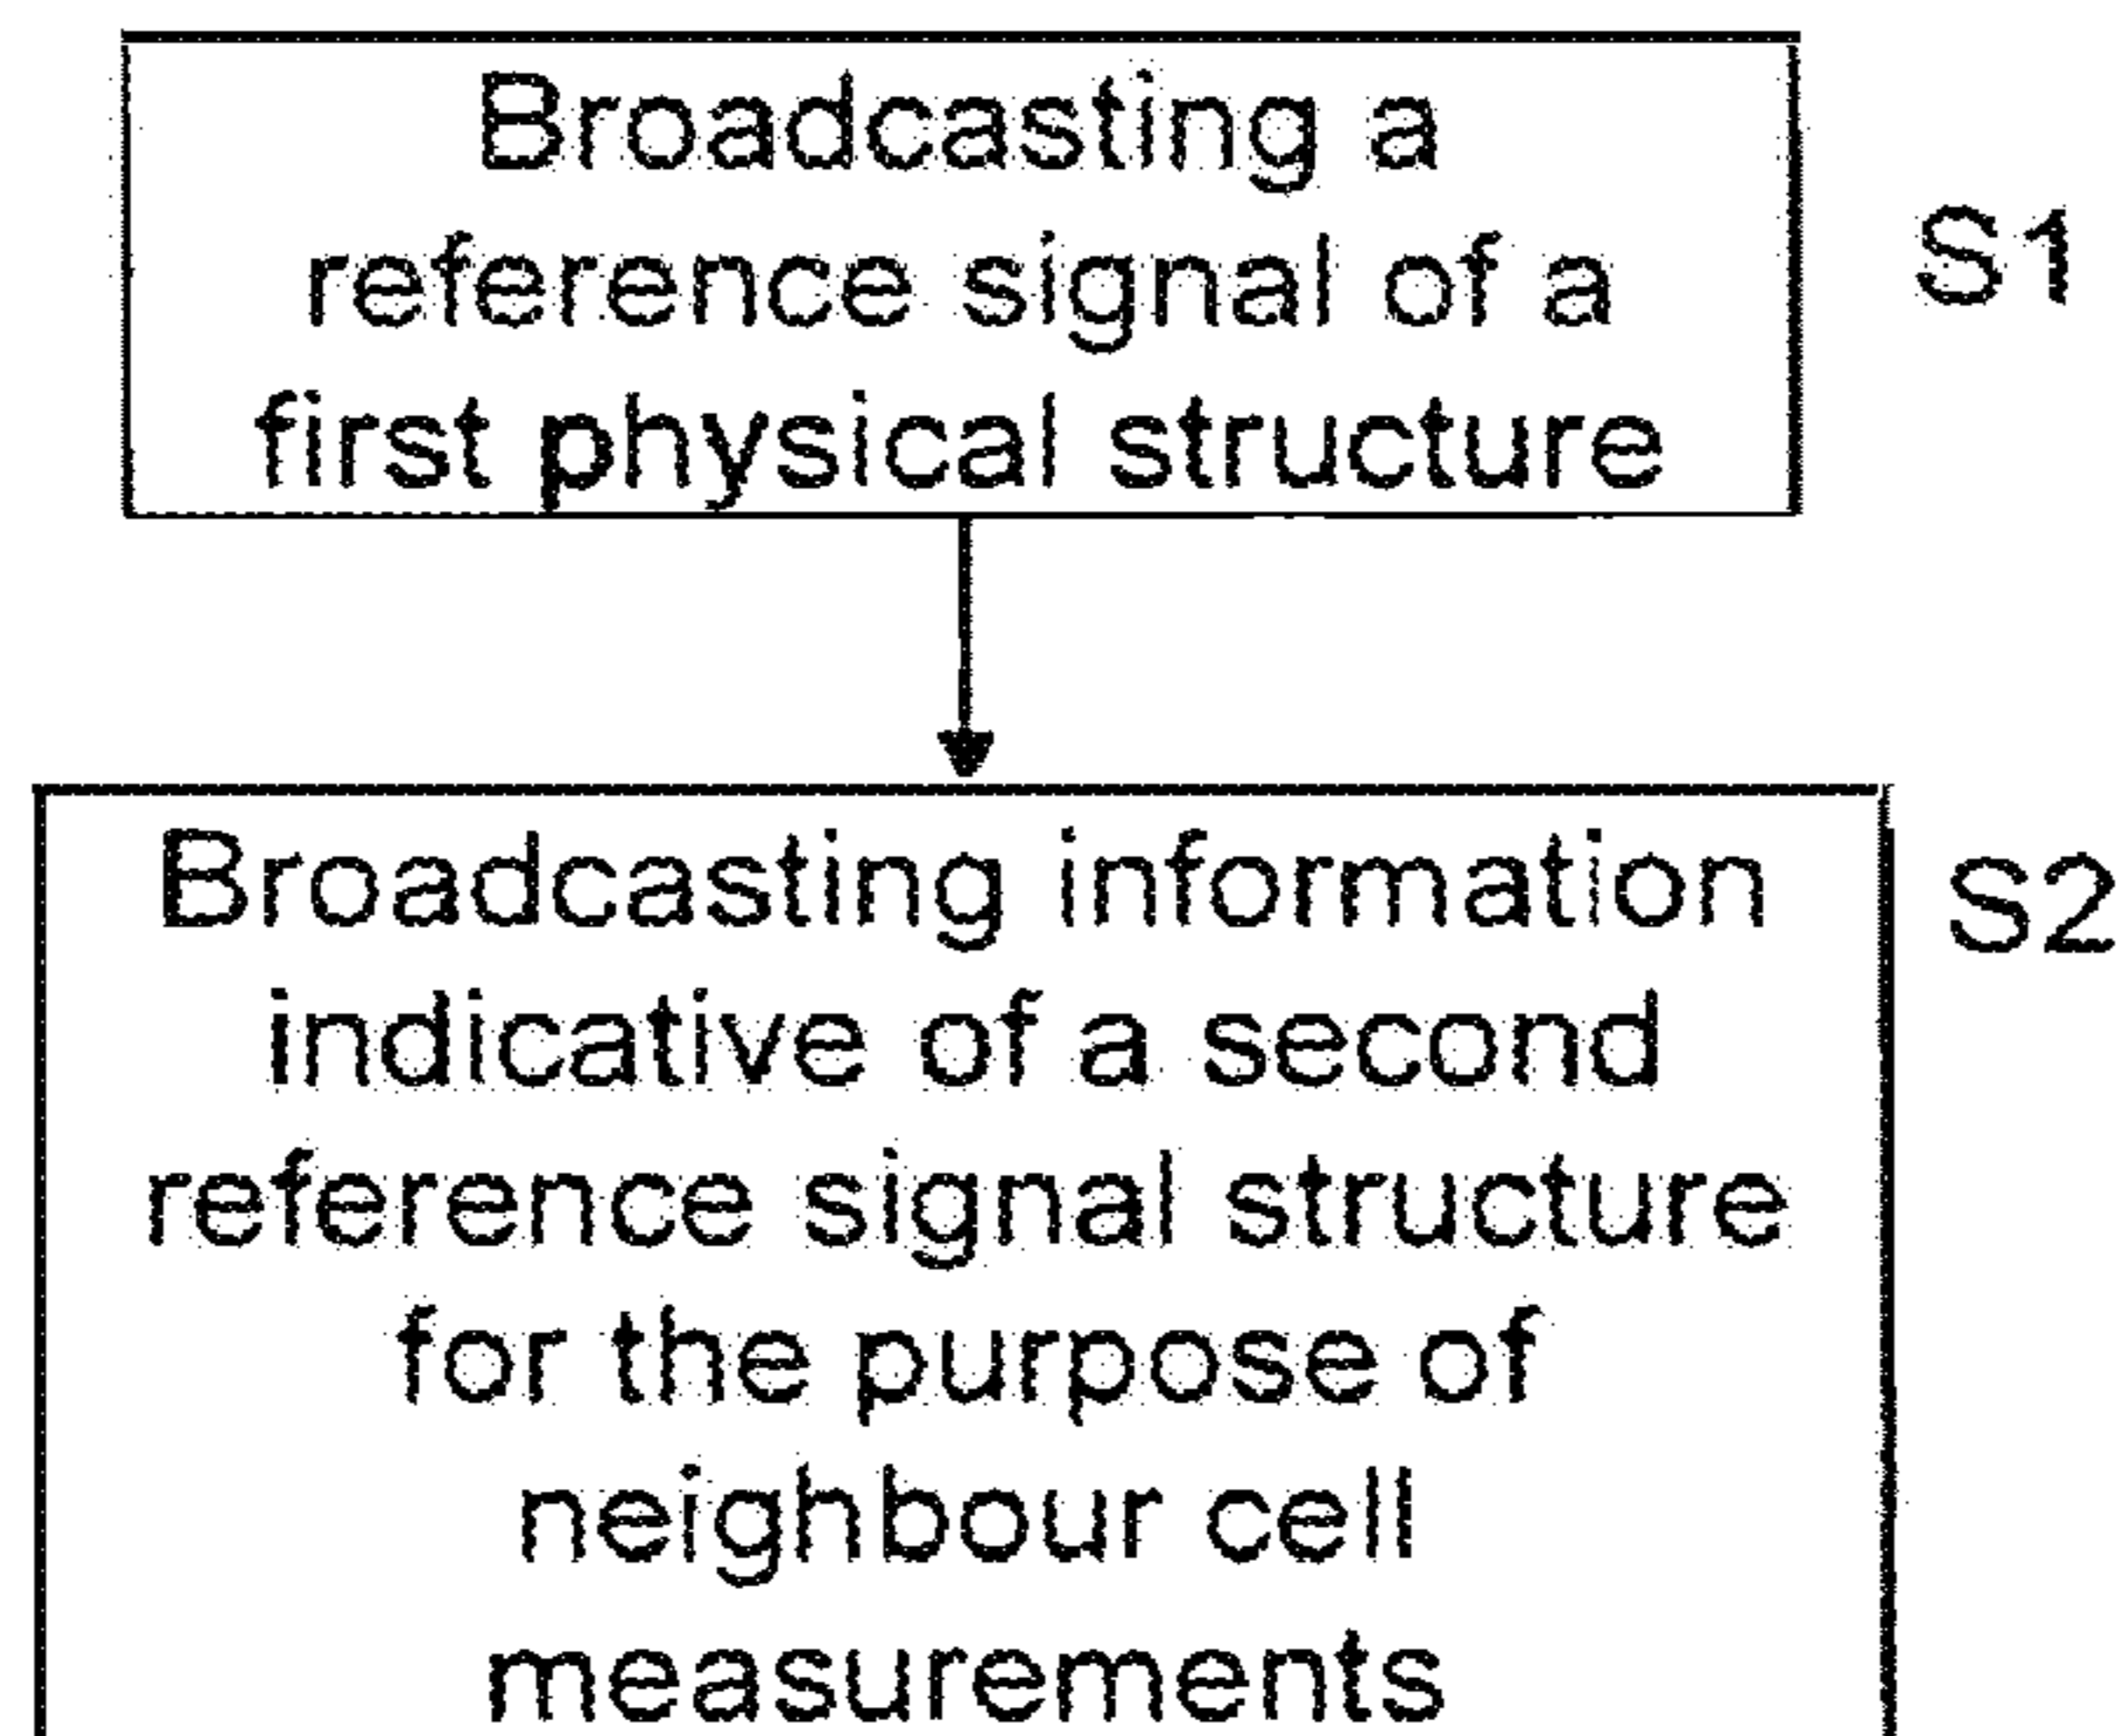 Broadcasting a
reference signal of a
first physical structure
S1
Broadcasting information
indicative of a second
reference signal structure
for the purpose of
neighbour cell
measurements
S2